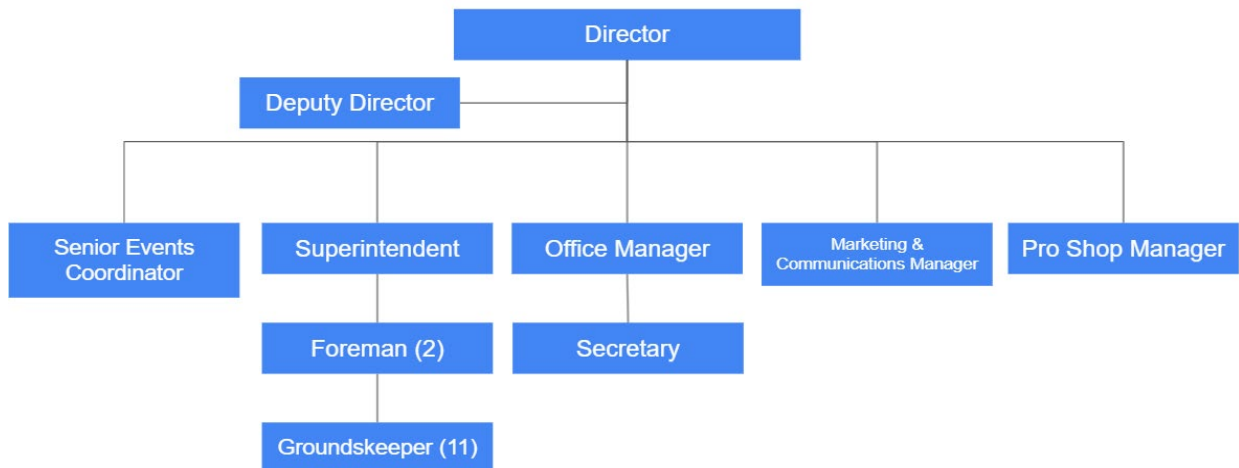 Director
Deputy Director
Senior Events
Coordinator
Superintendent
Office Manager
Marketing &
Communications Manager
Pro Shop Manager
Foreman (2)
Secretary
Groundskeeper (11)